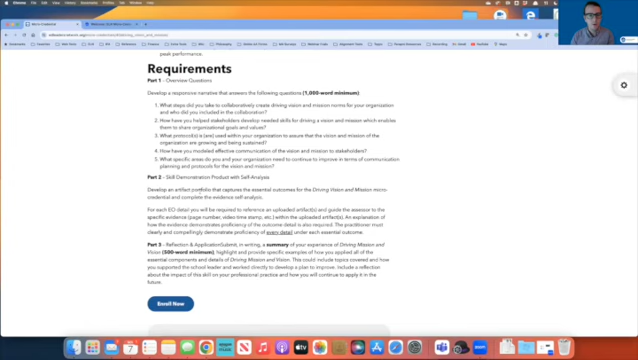 peak performance.
Requirements
Part 1 - Overview Questions
Develop a responsive narrative that answers the following questions (1,000-word minimum)
1. What steps did you take to collaboratively create driving vision and mission norms for your organization
and who did you included in the collaboration?
2. How have you helped stakeholders develop needed skills for driving a vision and mission which enables
them to share organizational goals and values?
3. What protocol(s) is (are) used within your organization to assure that the vision and mission of the
organization are growing and being sustained?
4. How have you modeled effective communication of the vision and mission to stakeholders?
5. What specific areas do you and your organization need to continue to improve in terms of communication
planning and protocols for the vision and mission?
Part 2 - Skill Demonstration Product with Self-Analysis
Develop an artifact portfolio that captures the essential outcomes for the Driving Vision and Mission micro-
credential and complete the evidence self-analysis.
For each EO detail you will be required to reference an uploaded artifact(s) and guide the assessor to the
specific evidence (page number, video time stamp, etc.) within the uploaded artifact(s). An explanation of
how the evidence demonstrates proficiency of the outcome detail is also required. The practitioner must
clearly and compellingly demonstrate proficiency of every detail under each essential outcome.
Part 3 - Reflection & ApplicationSubmit, in writing, a summary of your experience of Driving Mission and
Vision (500-word minimum); highlight and provide specific examples of how you applied all of the
essential components and details of Driving Mission and Vision. This could include topics covered and how
you supported the school leader and worked directly to develop a plan to improve. Include a reflection
about the impact of this skill on your professional practice and how you will continue to apply it in the
future.
Enroll Now